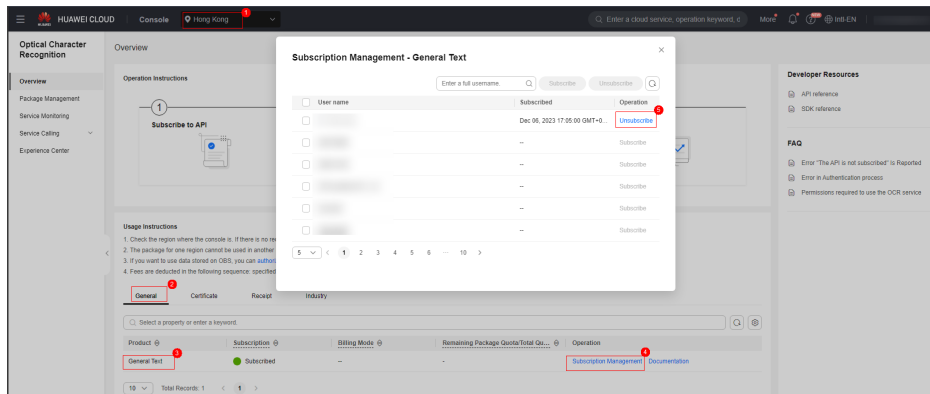 HUAWEI
HUAWEI CLOUD
Console
Hong Kong
1
Enter a cloud service, operation keyword, d
More
Intl-EN
Optical Character
Recognition
Overview
Package Management
Service Monitoring
Service Calling
Experience Center
Overview
Operation Instructions
1
Subscribe to API
Subscription Management - General Text
Enter a full username.
Subscribe
Unsubscribe
User name
Subscribed
Operation
5
Dec 06, 2023 17:05:00 GMT+0...
Unsubscribe
--
Subscribe
--
Subscribe
--
Subscribe
--
Subscribe
--
Subscribe
5
1
2
3
4
5
6
...
10
Developer Resources
API reference
SDK reference
FAQ
Error "The API is not subscribed" Is Reported
Error in Authentication process
Permissions required to use the OCR service
Usage Instructions
1. Check the region where the console is. If there is no re
2. The package for one region cannot be used in another
3. If you want to use data stored on OBS, you can authori
4. Fees are deducted in the following sequence: specified
2
General
Certificate
Receipt
Industry
Select a property or enter a keyword.
Product
Subscription
Billing Mode
Remaining Package Quota/Total Qu...
Operation
3
4
General Text
Subscribed
--
-
Subscription Management
Documentation
10
Total Records: 1
1